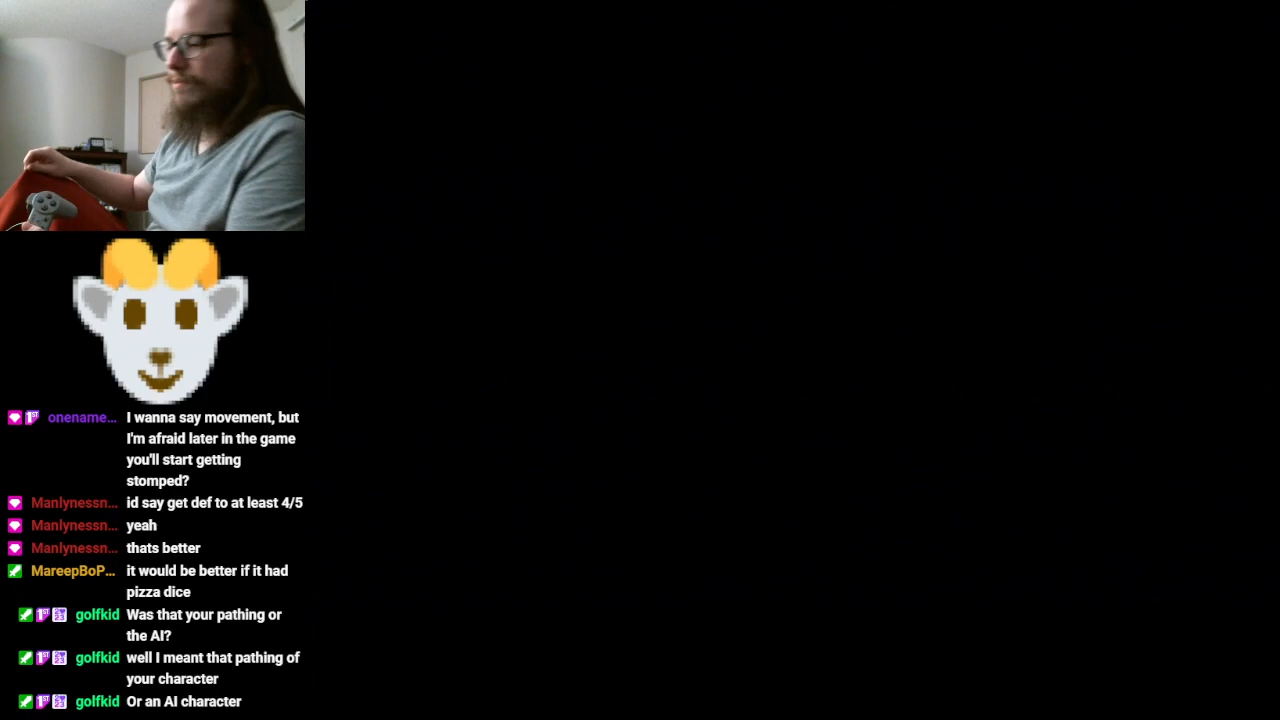 onename... I wanna say movement, but
I'm afraid later in the game
you'll start getting
stomped?
Manlynessn... id say get def to at least 4/5
Manlynessn... yeah
Manlynessn... thats better
MareepBoP... it would be better if it had
pizza dice
golfkid Was that your pathing or
the AI?
golfkid well I meant that pathing of
your character
golfkid Or an AI character